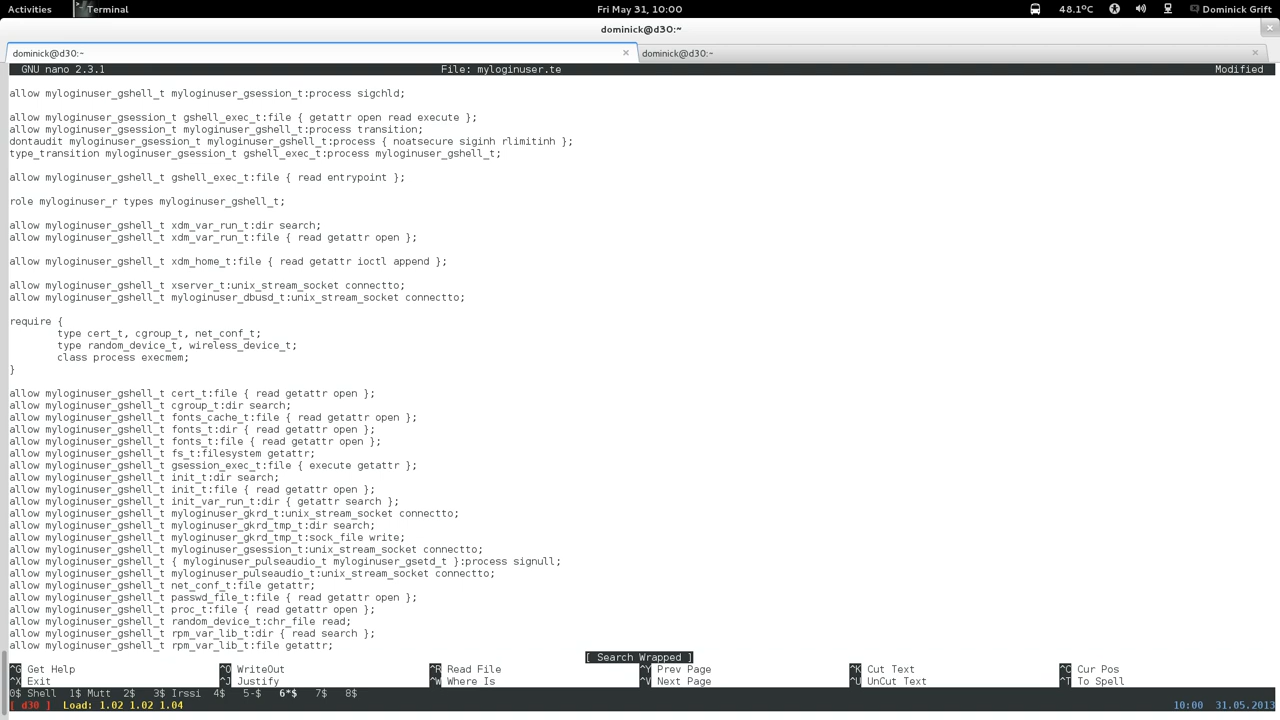 Activities Terminal Fri May 31, 10:00 48.1°C Dominick Grift
dominick@d30:~
dominick@d30:~ × dominick@d30:~ ×
GNU nano 2.3.1 File: myloginuser.te Modified
allow myloginuser_gshell_t myloginuser_gsession_t:process sigchld;
allow myloginuser_gsession_t gshell_exec_t:file { getattr open read execute };
allow myloginuser_gsession_t myloginuser_gshell_t:process transition;
dontaudit myloginuser_gsession_t myloginuser_gshell_t:process { noatsecure siginh rlimitinh };
type_transition myloginuser_gsession_t gshell_exec_t:process myloginuser_gshell_t;
allow myloginuser_gshell_t gshell_exec_t:file { read entrypoint };
role myloginuser_r types myloginuser_gshell_t;
allow myloginuser_gshell_t xdm_var_run_t:dir search;
allow myloginuser_gshell_t xdm_var_run_t:file { read getattr open };
allow myloginuser_gshell_t xdm_home_t:file { read getattr ioctl append };
allow myloginuser_gshell_t xserver_t:unix_stream_socket connectto;
allow myloginuser_gshell_t myloginuser_dbusd_t:unix_stream_socket connectto;
require {
type cert_t, cgroup_t, net_conf_t;
type random_device_t, wireless_device_t;
class process execmem;
}
allow myloginuser_gshell_t cert_t:file { read getattr open };
allow myloginuser_gshell_t cgroup_t:dir search;
allow myloginuser_gshell_t fonts_cache_t:file { read getattr open };
allow myloginuser_gshell_t fonts_t:dir { read getattr open };
allow myloginuser_gshell_t fonts_t:file { read getattr open };
allow myloginuser_gshell_t fs_t:filesystem getattr;
allow myloginuser_gshell_t gsession_exec_t:file { execute getattr };
allow myloginuser_gshell_t init_t:dir search;
allow myloginuser_gshell_t init_t:file { read getattr open };
allow myloginuser_gshell_t init_var_run_t:dir { getattr search };
allow myloginuser_gshell_t myloginuser_gkrd_t:unix_stream_socket connectto;
allow myloginuser_gshell_t myloginuser_gkrd_tmp_t:dir search;
allow myloginuser_gshell_t myloginuser_gkrd_tmp_t:sock_file write;
allow myloginuser_gshell_t myloginuser_gsession_t:unix_stream_socket connectto;
allow myloginuser_gshell_t { myloginuser_pulseaudio_t myloginuser_gsetd_t }:process signull;
allow myloginuser_gshell_t myloginuser_pulseaudio_t:unix_stream_socket connectto;
allow myloginuser_gshell_t net_conf_t:file getattr;
allow myloginuser_gshell_t passwd_file_t:file { read getattr open };
allow myloginuser_gshell_t proc_t:file { read getattr open };
allow myloginuser_gshell_t random_device_t:chr_file read;
allow myloginuser_gshell_t rpm_var_lib_t:dir { read search };
allow myloginuser_gshell_t rpm_var_lib_t:file getattr;
[ Search Wrapped ]
^G Get Help ^O WriteOut ^R Read File ^Y Prev Page ^K Cut Text ^C Cur Pos
^X Exit ^J Justify ^W Where Is ^V Next Page ^U UnCut Text ^T To Spell
0$ Shell 1$ Mutt 2$ 3$ Irssi 4$ 5-$ 6*$ 7$ 8$
[ d30 ] Load: 1.02 1.02 1.04 10:00 31.05.2013